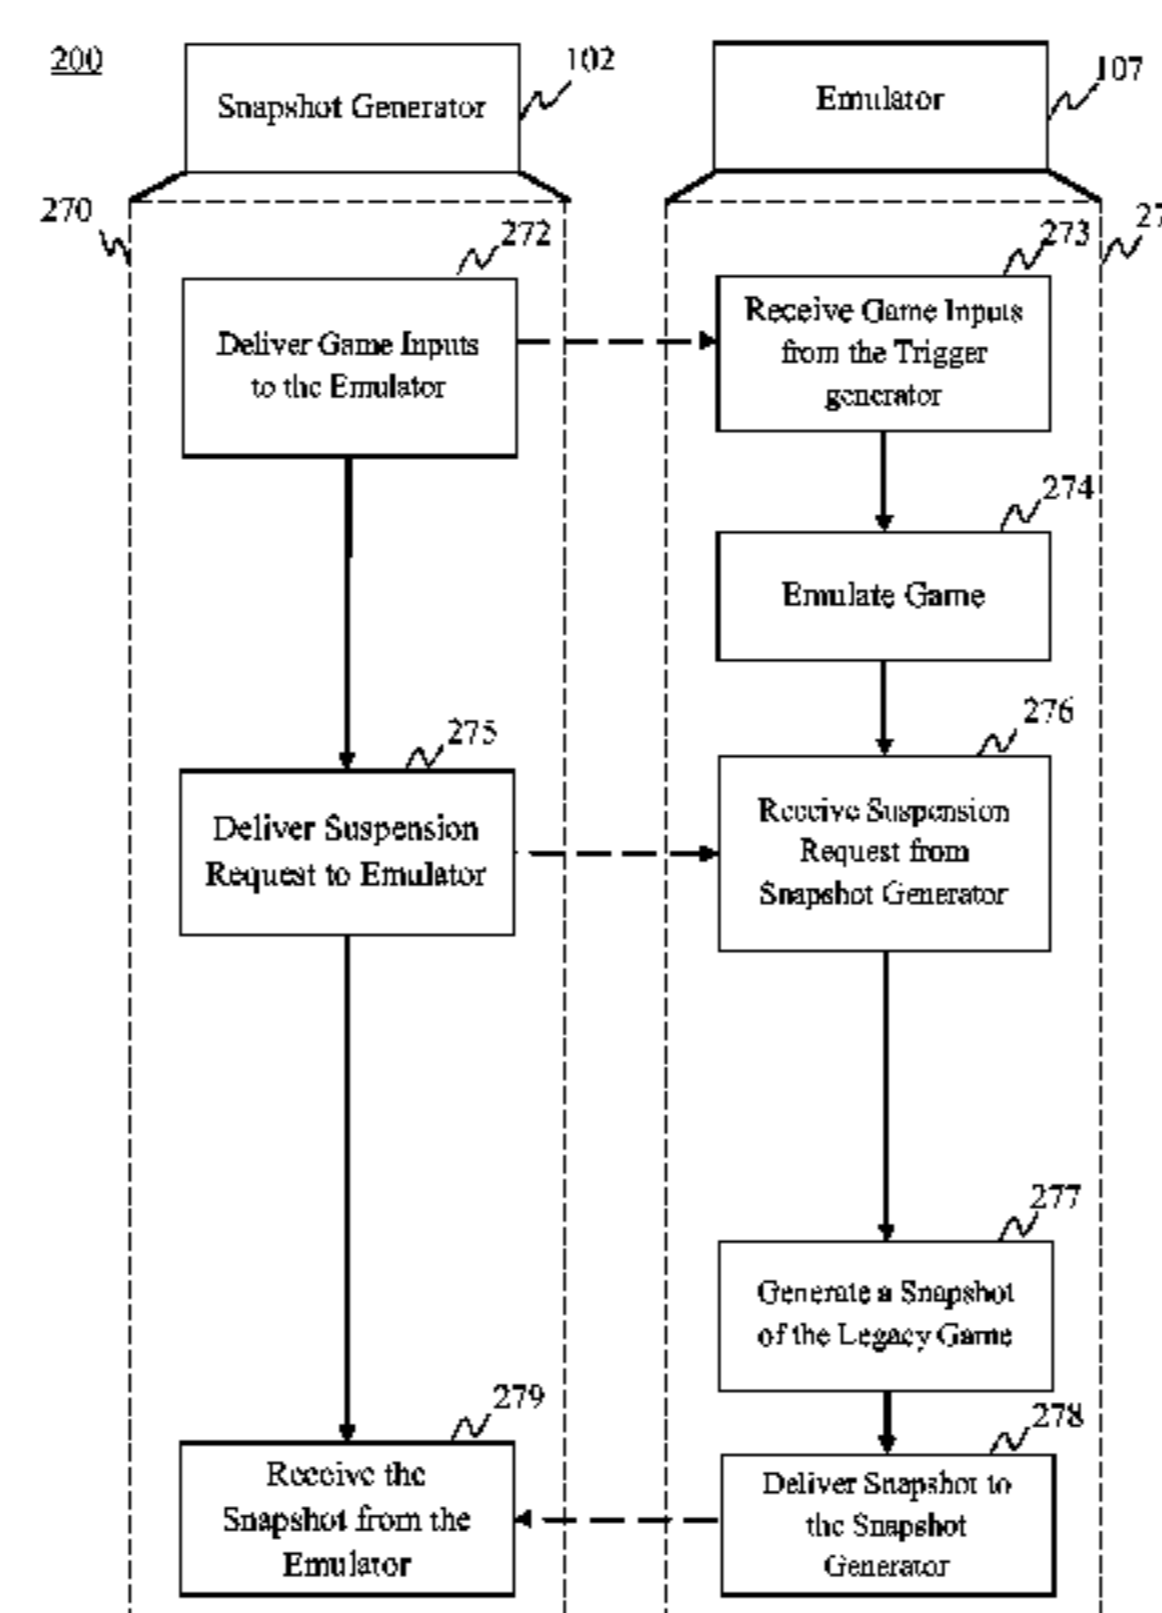 200
Snapshot Generator
102
Emulator
107
270
27
272
Deliver Game Inputs
to the Emulator
273
Receive Game Inputs
from the Trigger
generator
274
Emulate Game
275
Deliver Suspension
Request to Emulator
276
Receive Suspension
Request from
Snapshot Generator
277
Generate a Snapshot
of the Legacy Game
279
Receive the
Snapshot from the
Emulator
278
Deliver Snapshot to
the Snapshot
Generator